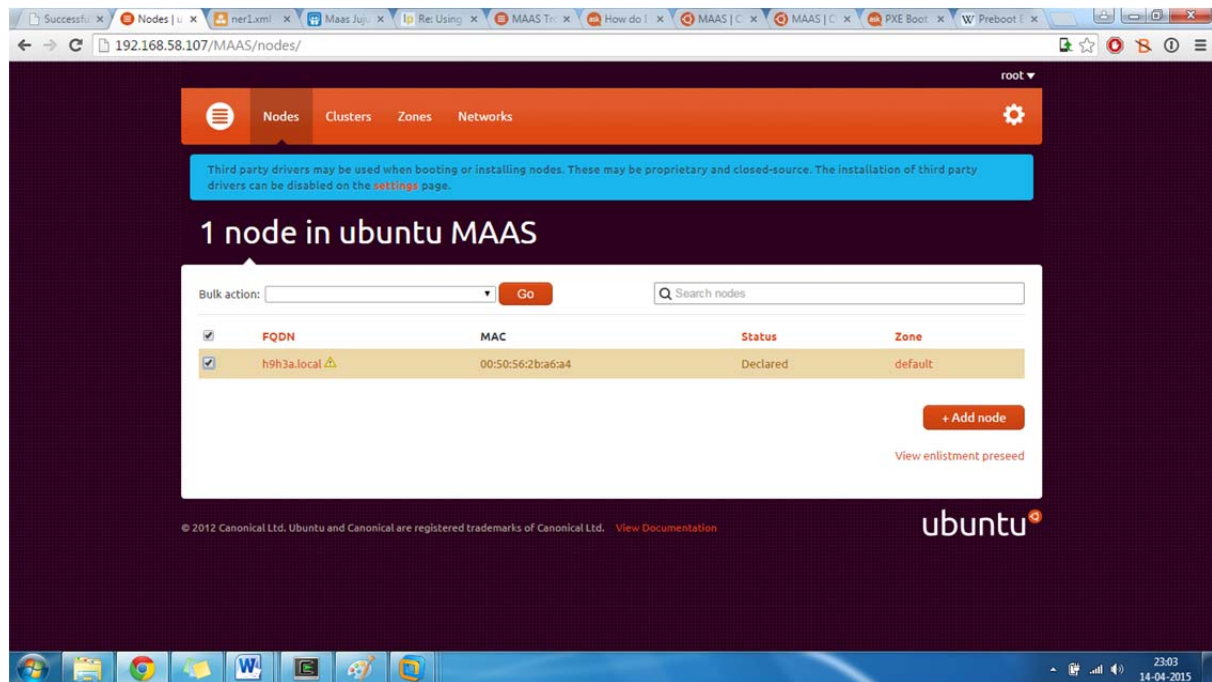 Successfu
Nodes | u
ner1.xml
Maas Juju
Re: Using
MAAS Tro
How do I
MAAS | C
MAAS | C
PXE Boot
Preboot E
192.168.58.107/MAAS/nodes/
root
Nodes Clusters Zones Networks
Third party drivers may be used when booting or installing nodes. These may be proprietary and closed-source. The installation of third party
drivers can be disabled on the settings page.
1 node in ubuntu MAAS
Bulk action: Go Search nodes
FQDN MAC Status Zone
h9h3a.local 00:50:56:2b:a6:a4 Declared default
+ Add node
View enlistment preseed
© 2012 Canonical Ltd. Ubuntu and Canonical are registered trademarks of Canonical Ltd. View Documentation
ubuntu
23:03
14-04-2015